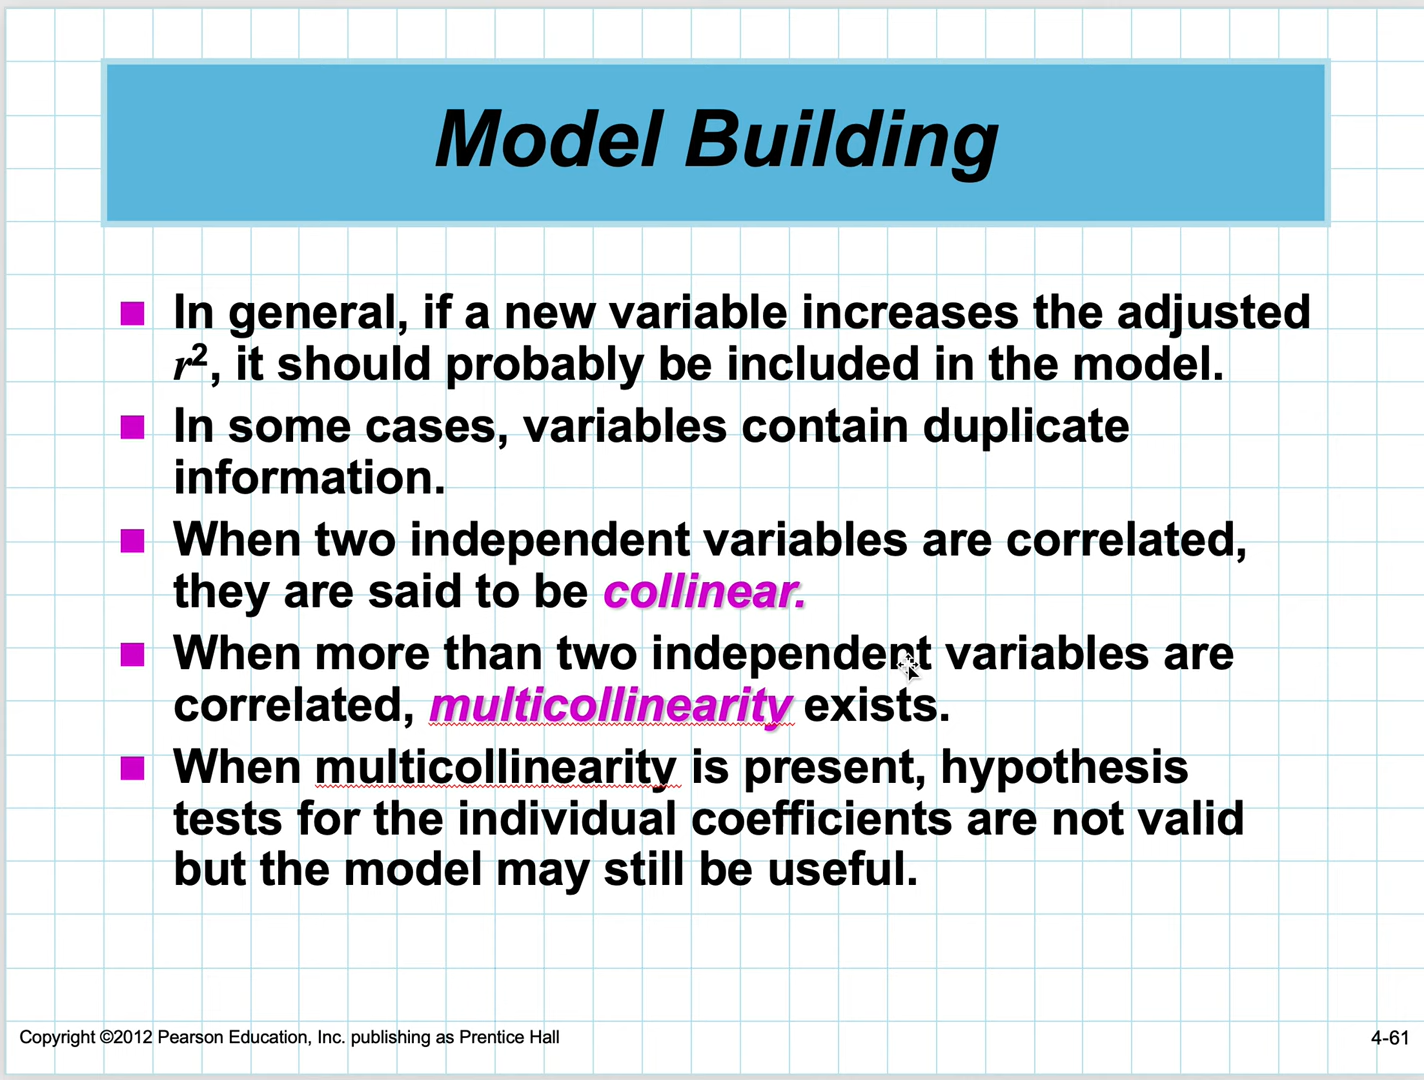 Model Building
In general, if a new variable increases the adjusted
r², it should probably be included in the model.
In some cases, variables contain duplicate
information.
When two independent variables are correlated,
they are said to be collinear.
When more than two independent variables are
correlated, multicollinearity exists.
When multicollinearity is present, hypothesis
tests for the individual coefficients are not valid
but the model may still be useful.
Copyright ©2012 Pearson Education, Inc. publishing as Prentice Hall
4-61